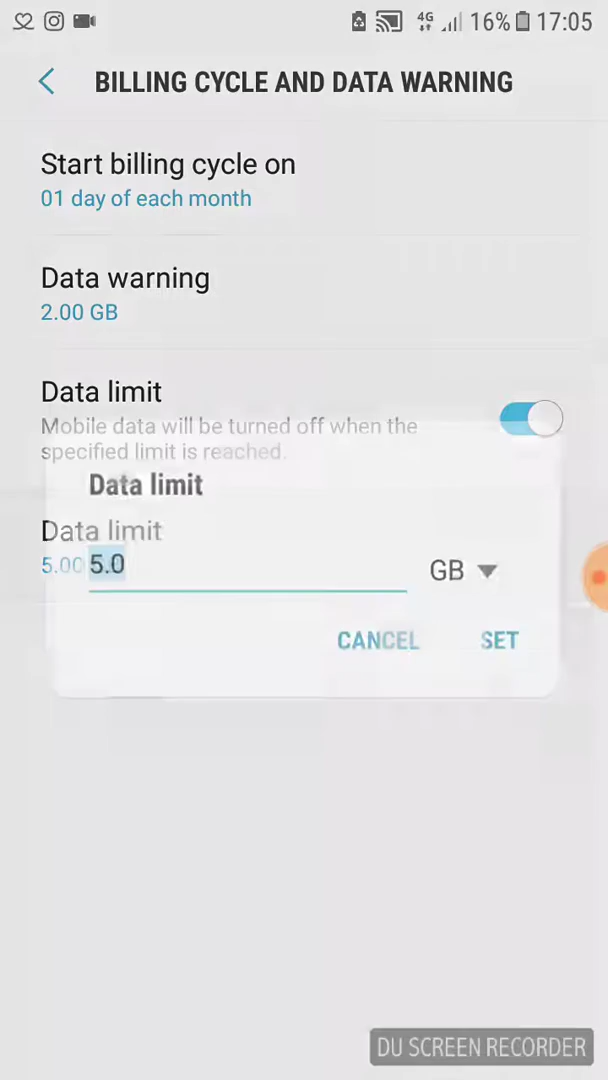 4G 16% 17:05
BILLING CYCLE AND DATA WARNING
Start billing cycle on
01 day of each month
Data warning
2.00 GB
Data limit
Mobile data will be turned off when the
specified limit is reached.
Data limit
Data limit
5.00
5.0 GB
CANCEL SET
DU SCREEN RECORDER